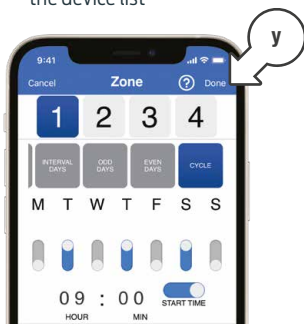 the device list
y
9:41
Cancel Zone ? Done
1 2 3 4
INTERVAL DAYS ODD DAYS EVEN DAYS CYCLE
M T W T F S S
09 : 00 START TIME
HOUR MIN